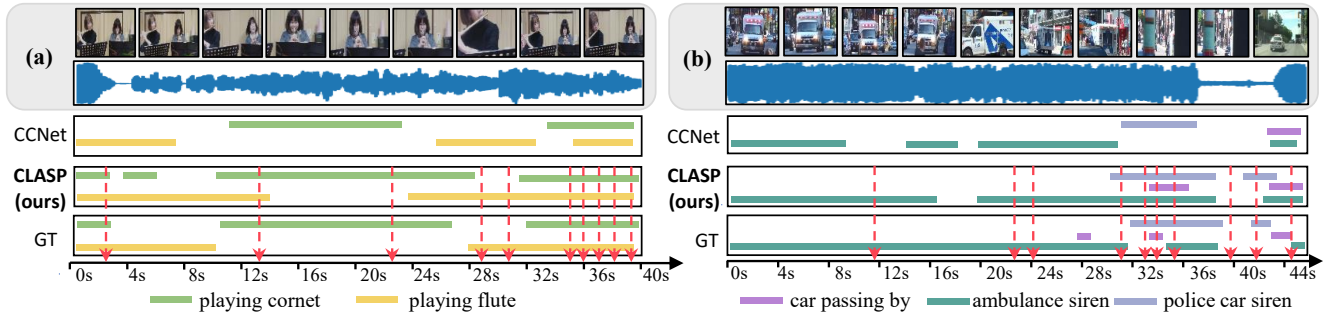 (a)
CCNet
CLASP
(ours)
GT
0s 4s 8s 12s 16s 20s 24s 28s 32s 36s 40s
playing cornet playing flute
(b)
CCNet
CLASP
(ours)
GT
0s 4s 8s 12s 16s 20s 24s 28s 32s 36s 40s 44s
car passing by ambulance siren police car siren